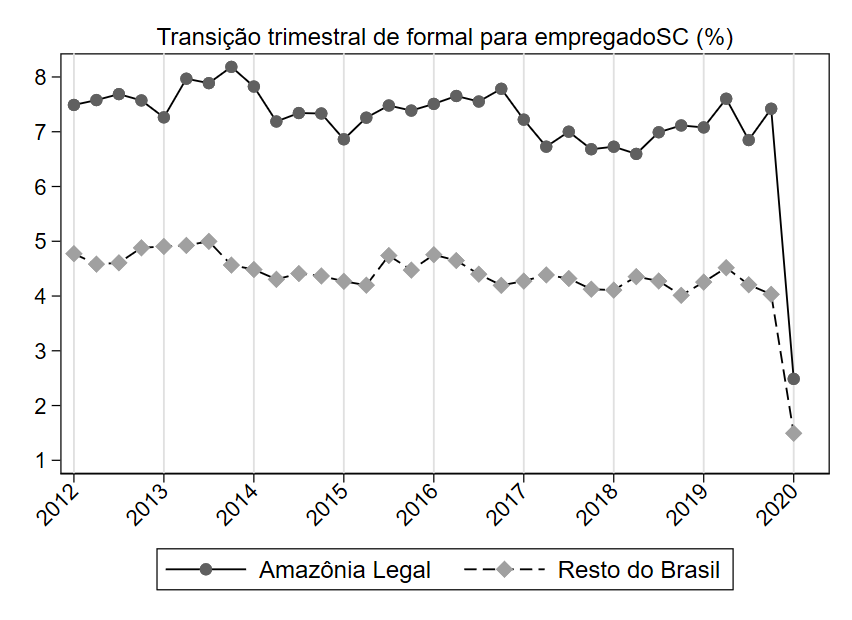 Transição trimestral de formal para empregadoSC (%)
8
7
6
5
4
3
2
1
2012 2013 2014 2015 2016 2017 2018 2019 2020
Amazônia Legal Resto do Brasil